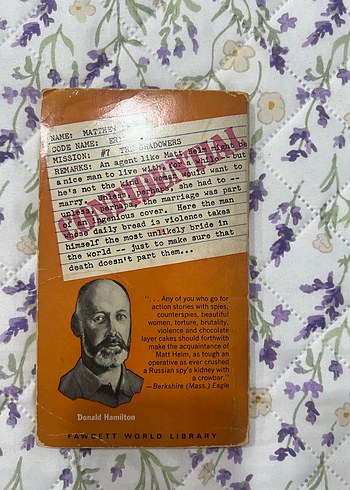 NAME: MATTHEW
CODE NAME: ERIC
MISSION: #7 THE SHADOWERS
REMARKS: An agent like Matt Helm might be
a nice man to live with for a while -- but
he's not the kind a woman would want to
marry. Unless, perhaps, she had to --
unless, perhaps, the marriage was part
of an ingenious cover. Here the man
whose daily bread is violence takes
himself the most unlikely bride in
the world -- just to make sure that
death doesn't part them...
CONFIDENTIAL
"... Any of you who go for
action stories with spies,
counterspies, beautiful
women, torture, brutality,
violence and chocolate
layer cakes should forthwith
make the acquaintance of
Matt Helm, as tough an
operative as ever crushed
a Russian spy's kidney with
a crowbar."
—Berkshire (Mass.) Eagle
Donald Hamilton
FAWCETT WORLD LIBRARY